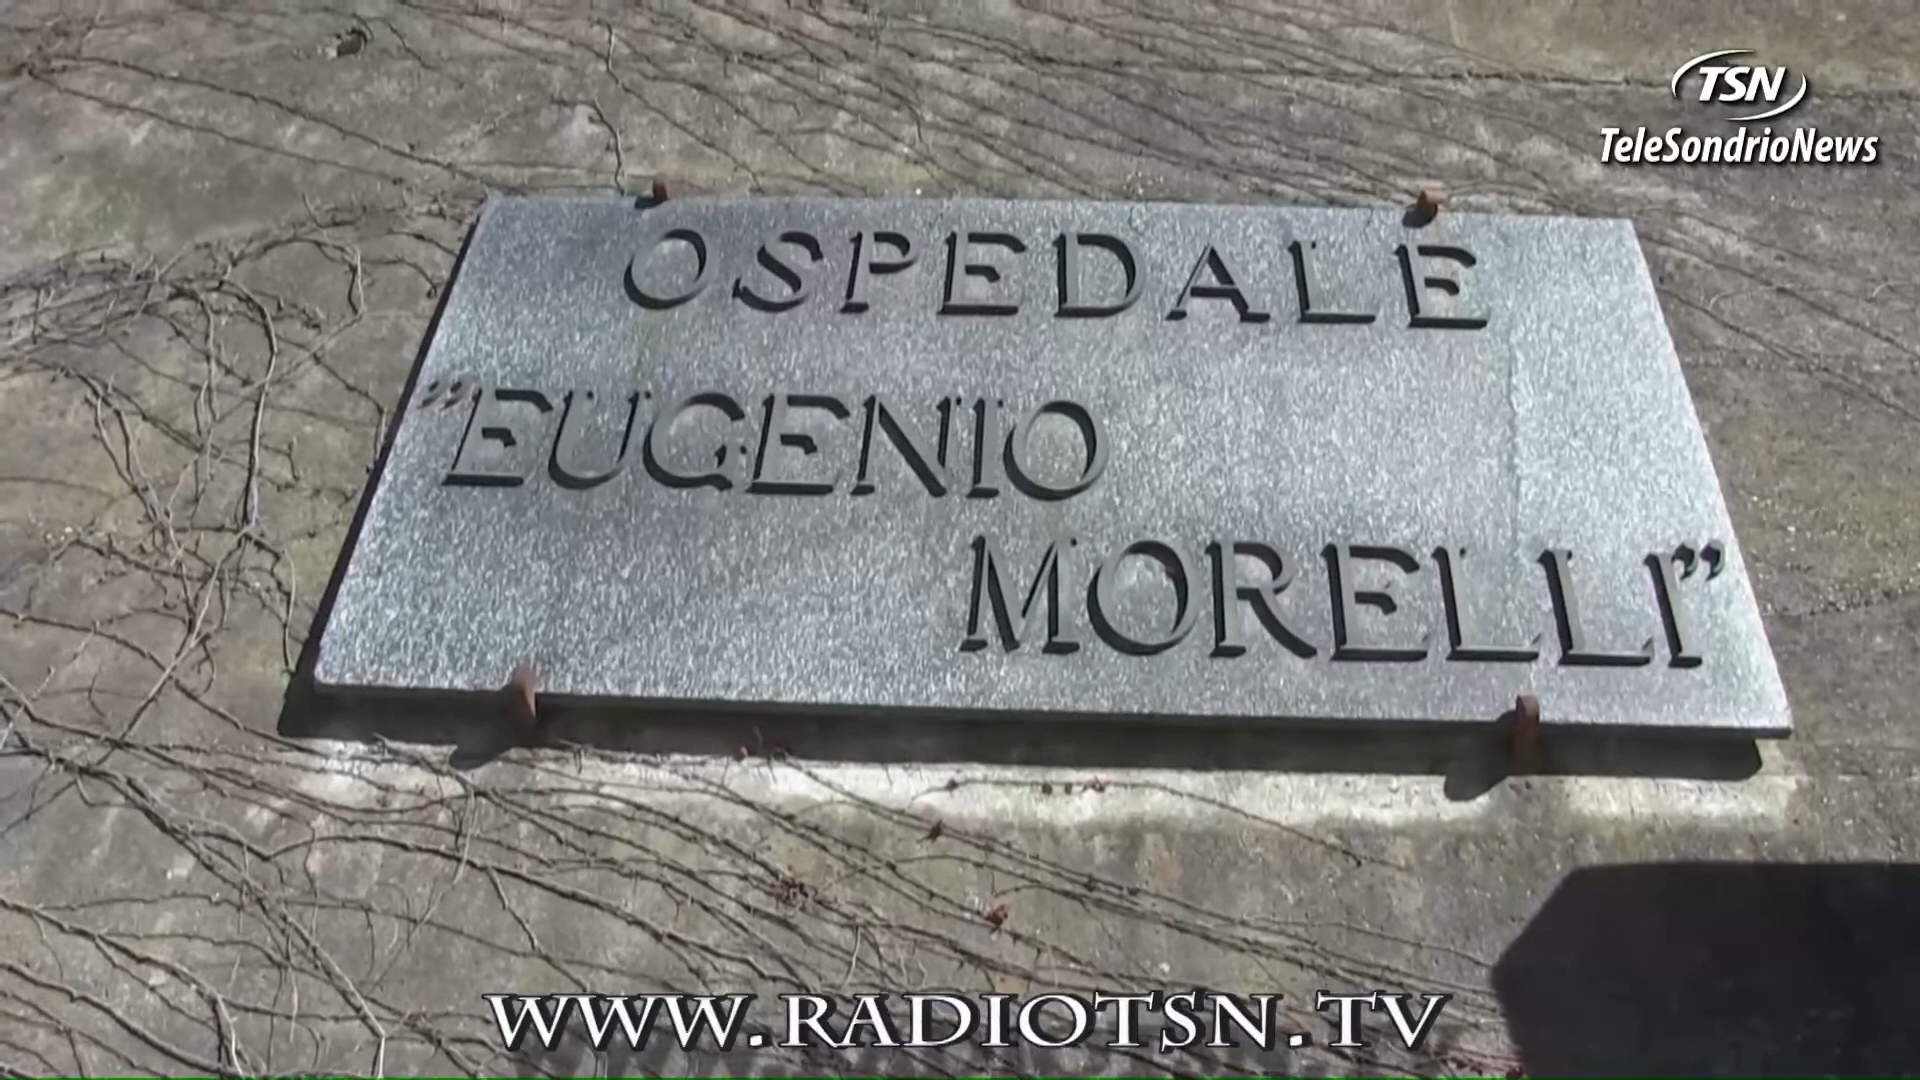 TSN
TeleSondrioNews
OSPEDALE
"EUGENIO
MORELLI"
WWW.RADIOTSN.TV